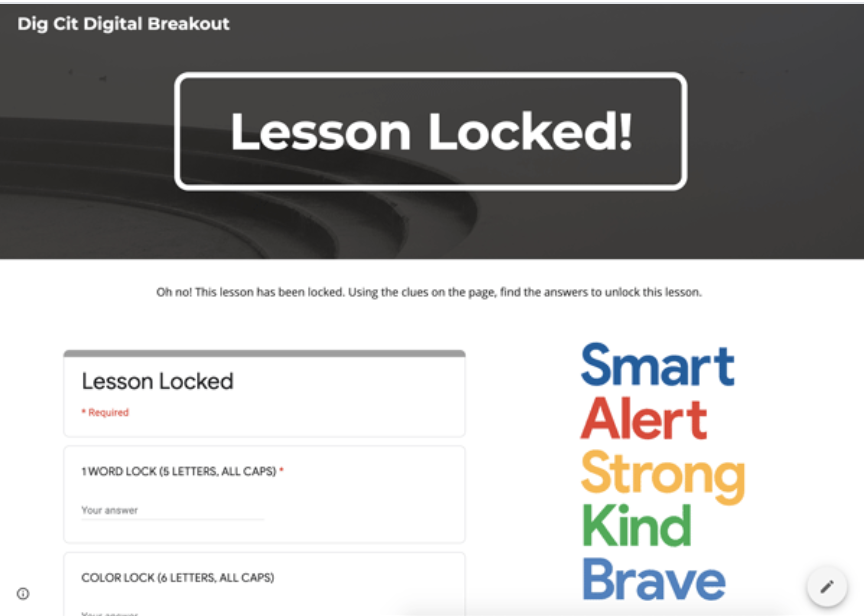 Dig Cit Digital Breakout
Lesson Locked!
Oh no! This lesson has been locked. Using the clues on the page, find the answers to unlock this lesson.
Lesson Locked
* Required
1 WORD LOCK (5 LETTERS, ALL CAPS) *
Your answer
COLOR LOCK (6 LETTERS, ALL CAPS)
Your answer
Smart
Alert
Strong
Kind
Brave